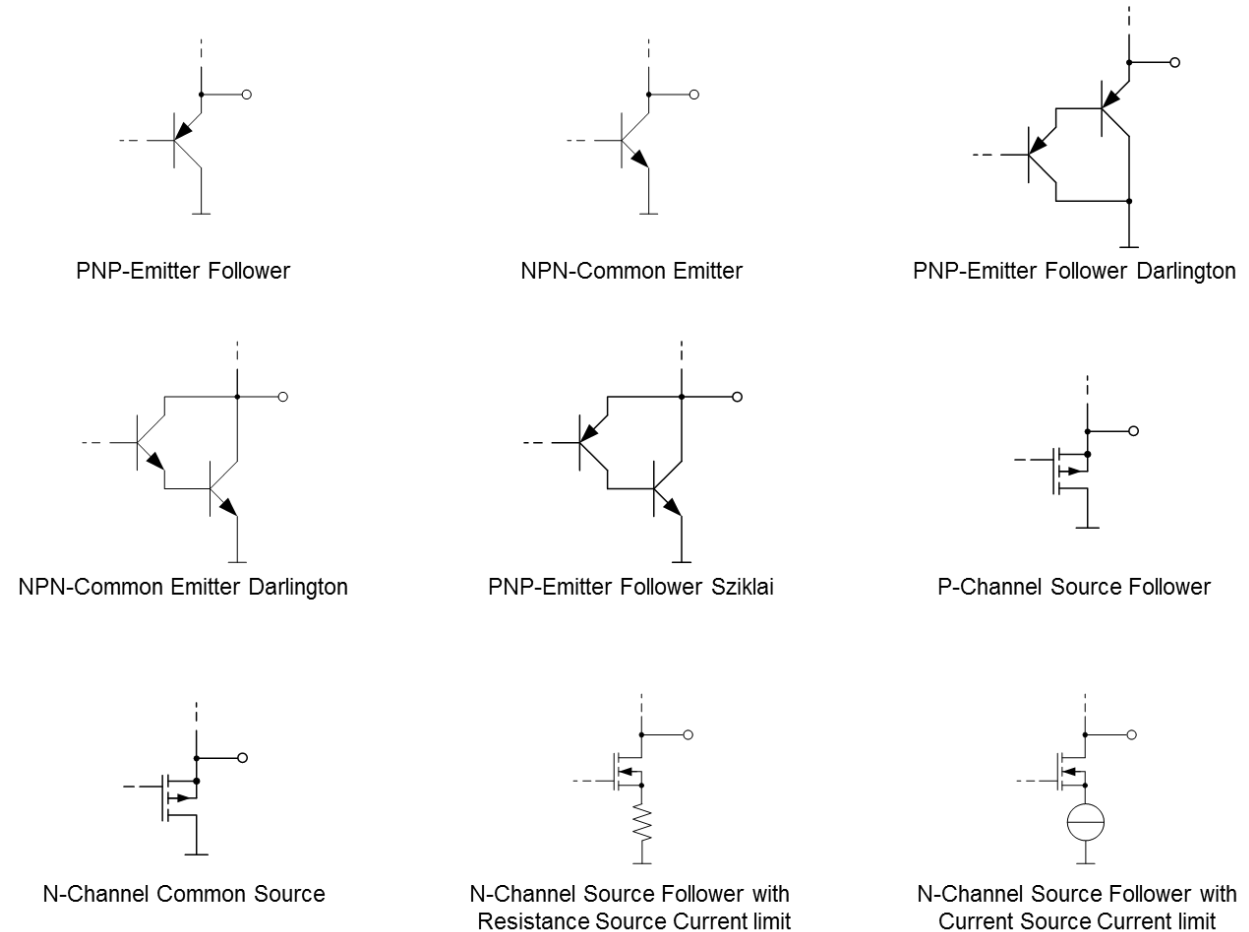 PNP-Emitter Follower
NPN-Common Emitter
PNP-Emitter Follower Darlington
NPN-Common Emitter Darlington
PNP-Emitter Follower Sziklai
P-Channel Source Follower
N-Channel Common Source
N-Channel Source Follower with
Resistance Source Current limit
N-Channel Source Follower with
Current Source Current limit